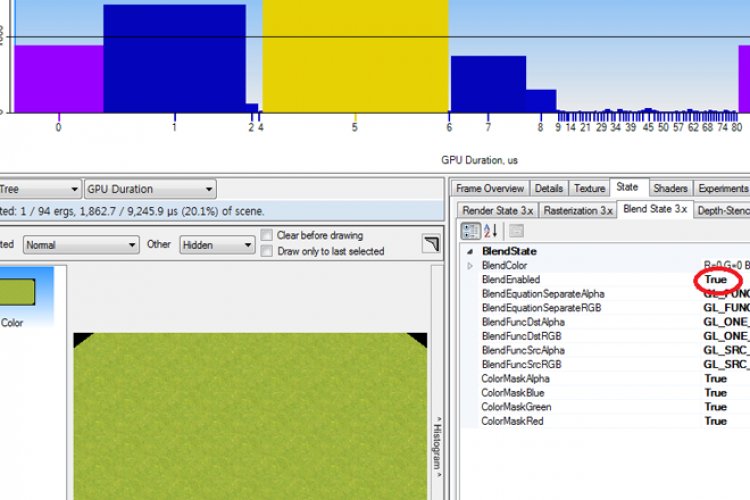 0 1 2 4 5 6 7 8 9 14 21 29 34 39 45 50 57 62 68 74 80
GPU Duration, us
Tree GPU Duration
ted: 1 / 94 ergs, 1,862.7 / 9,245.9 µs (20.1%) of scene.
ted Normal Other Hidden Clear before drawing
Draw only to last selected
Color
< Histogram >
Frame Overview Details Texture State Shaders Experiments
Render State 3.x Rasterization 3.x Blend State 3.x Depth-Stenc
BlendState
BlendColor R=0 G=0 B
BlendEnabled True
BlendEquationSeparateAlpha GL_FUNC
BlendEquationSeparateRGB GL_FUNC
BlendFuncDstAlpha GL_ONE_
BlendFuncDstRGB GL_ONE_
BlendFuncSrcAlpha GL_SRC_
BlendFuncSrcRGB GL_SRC_
ColorMaskAlpha True
ColorMaskBlue True
ColorMaskGreen True
ColorMaskRed True